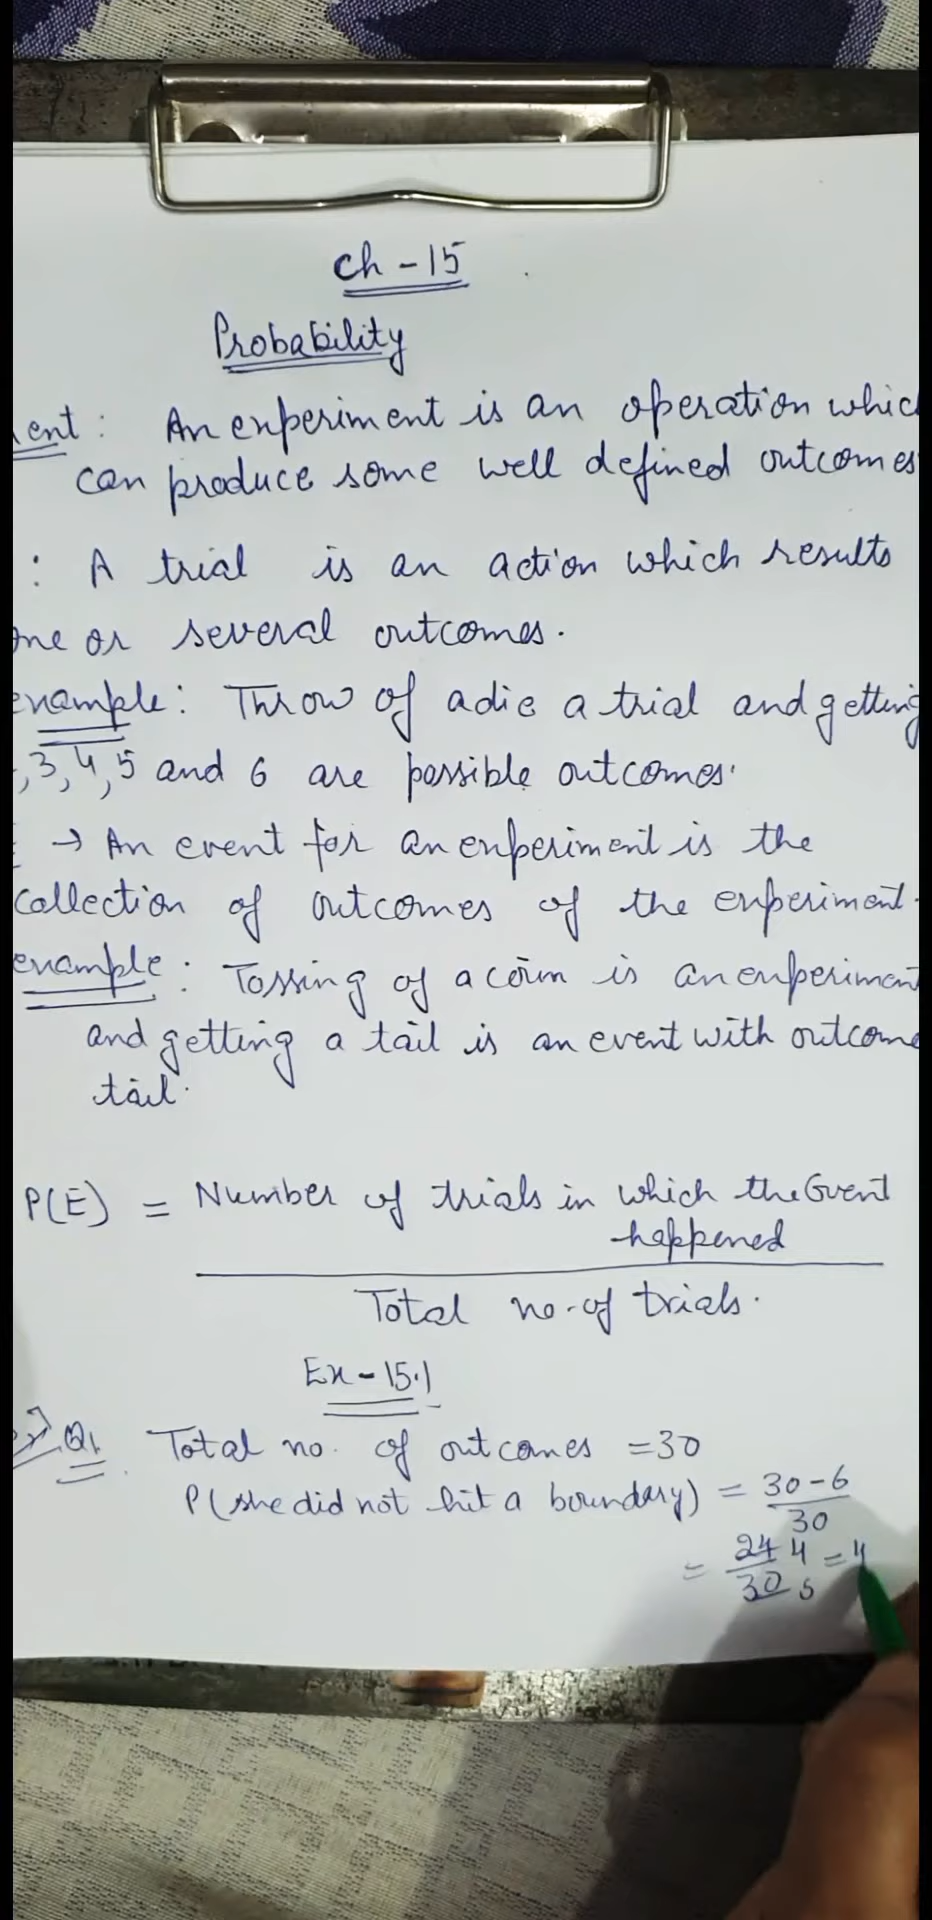 Ch - 15
Probability
ent : An experiment is an operation which
can produce some well defined outcomes
: A trial is an action which results
one or several outcomes.
example : Throw of a die a trial and getting
,3,4,5 and 6 are possible outcomes.
→ An event for an experiment is the
collection of outcomes of the experiment.
example : Tossing of a coin is an experiment
and getting a tail is an event with outcome
tail.
P(E) = Number of trials in which the Event
happened
Total no. of trials.
Ex - 15.1
Q1. Total no. of outcomes = 30
P(she did not hit a boundary) = 30-6
30
= 24 4 = 4
30 5